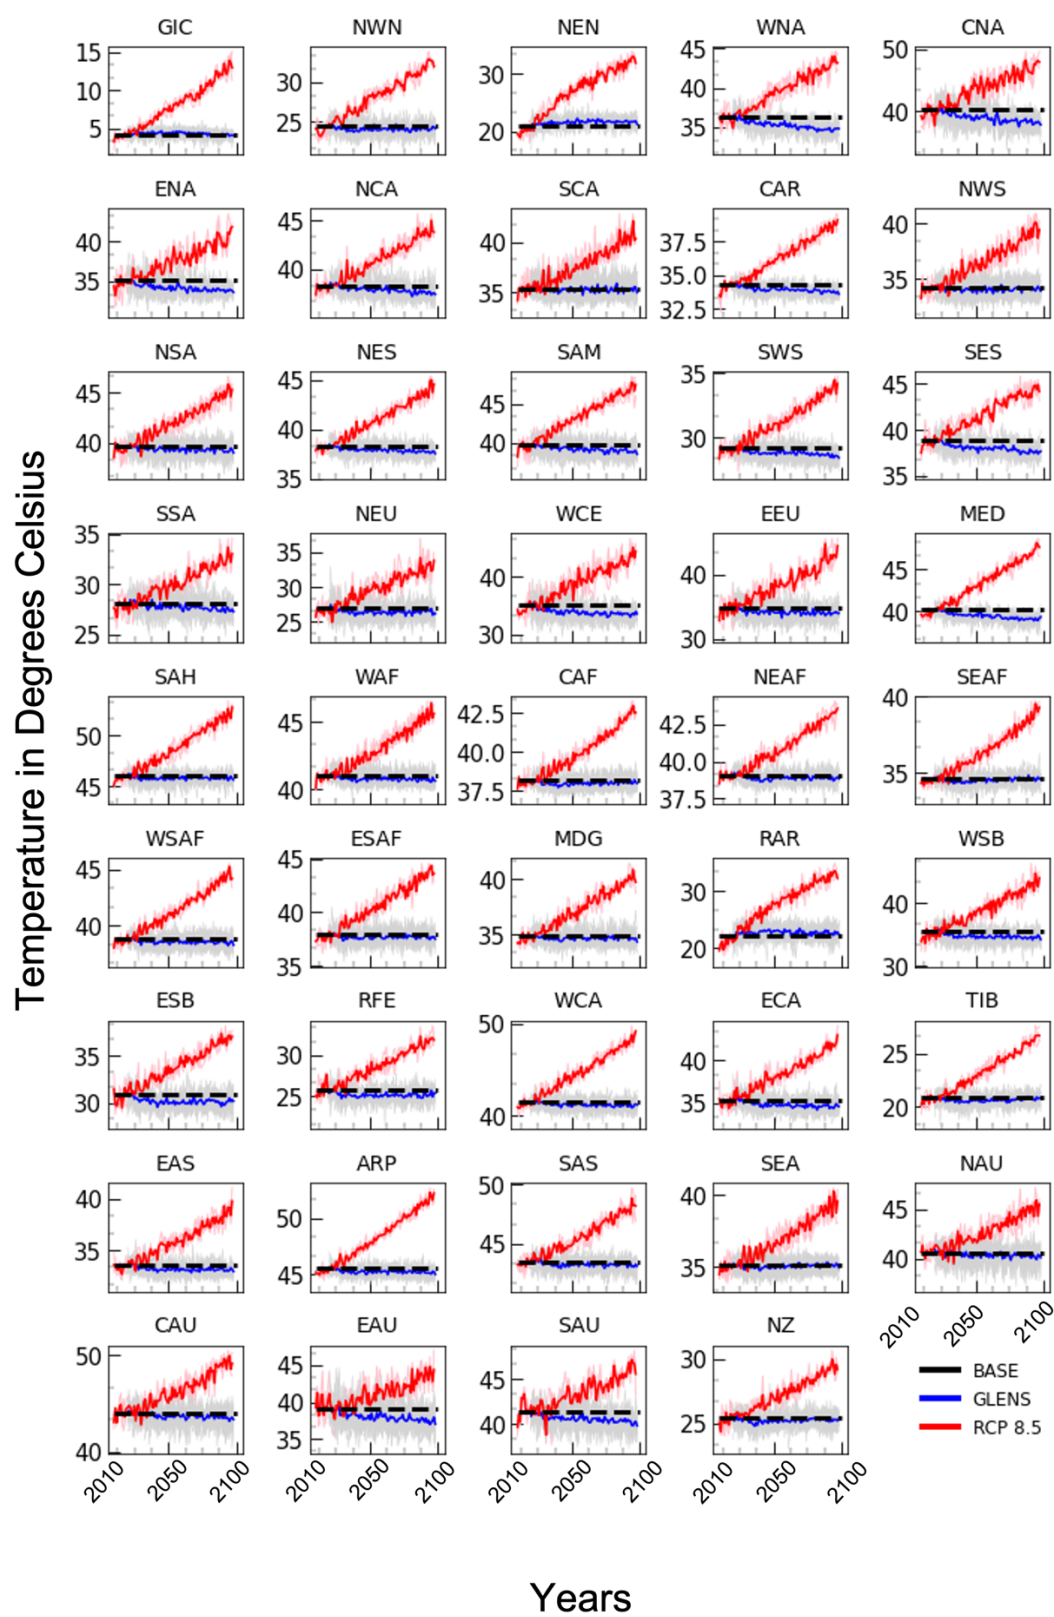 GIC NWN NEN WNA CNA
15 10 5
30 25
30 20
45 40 35
50 40
ENA NCA SCA CAR NWS
40 35
45 40
40 35
37.5 35.0 32.5
40 35
NSA NES SAM SWS SES
45 40
45 40 35
45 40
35 30
45 40 35
SSA NEU WCE EEU MED
35 30 25
35 30 25
40 30
40 30
45 40
SAH WAF CAF NEAF SEAF
50 45
45 40
42.5 40.0 37.5
42.5 40.0 37.5
40 35
WSAF ESAF MDG RAR WSB
45 40
45 40 35
40 35
30 20
40 30
ESB RFE WCA ECA TIB
35 30
30 25
50 40
40 35
25 20
EAS ARP SAS SEA NAU
40 35
50 45
50 45
40 35
45 40
2010 2050 2100
CAU EAU SAU NZ
50 40
45 40 35
45 40
30 25
2010 2050 2100
2010 2050 2100
2010 2050 2100
2010 2050 2100
BASE
GLENS
RCP 8.5
Temperature in Degrees Celsius
Years